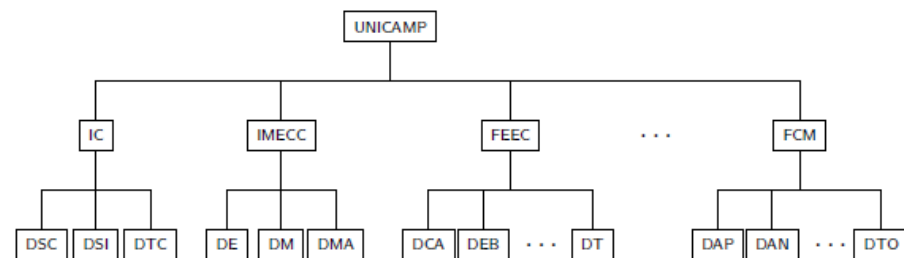 UNICAMP
IC IMECC FEEC ... FCM
DSC DSI DTC DE DM DMA DCA DEB ... DT DAP DAN ... DTO